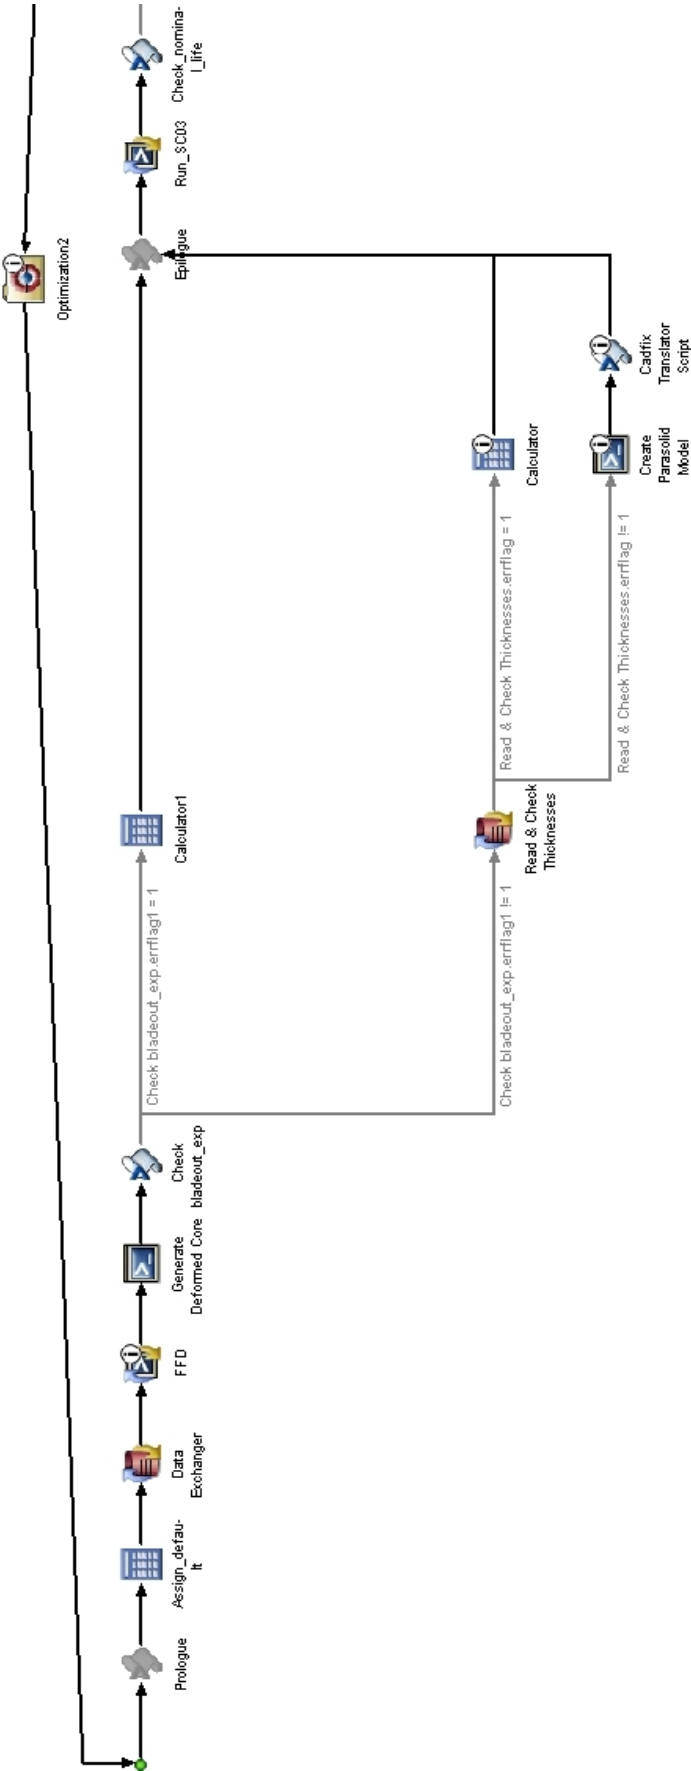 Optimization2
Prologue
Assign_defau-
lt
Data
Exchanger
FFD
Generate
Deformed Core
Check
bladeout_exp
Check bladeout_exp.errflag1 = 1
Calculator1
Epilogue
Run_SC03
Check_nomina-
l_life
Check bladeout_exp.errflag1 != 1
Read & Check
Thicknesses
Read & Check Thicknesses.errflag = 1
Calculator
Read & Check Thicknesses.errflag != 1
Create
Parasolid
Model
Cadfix
Translator
Script